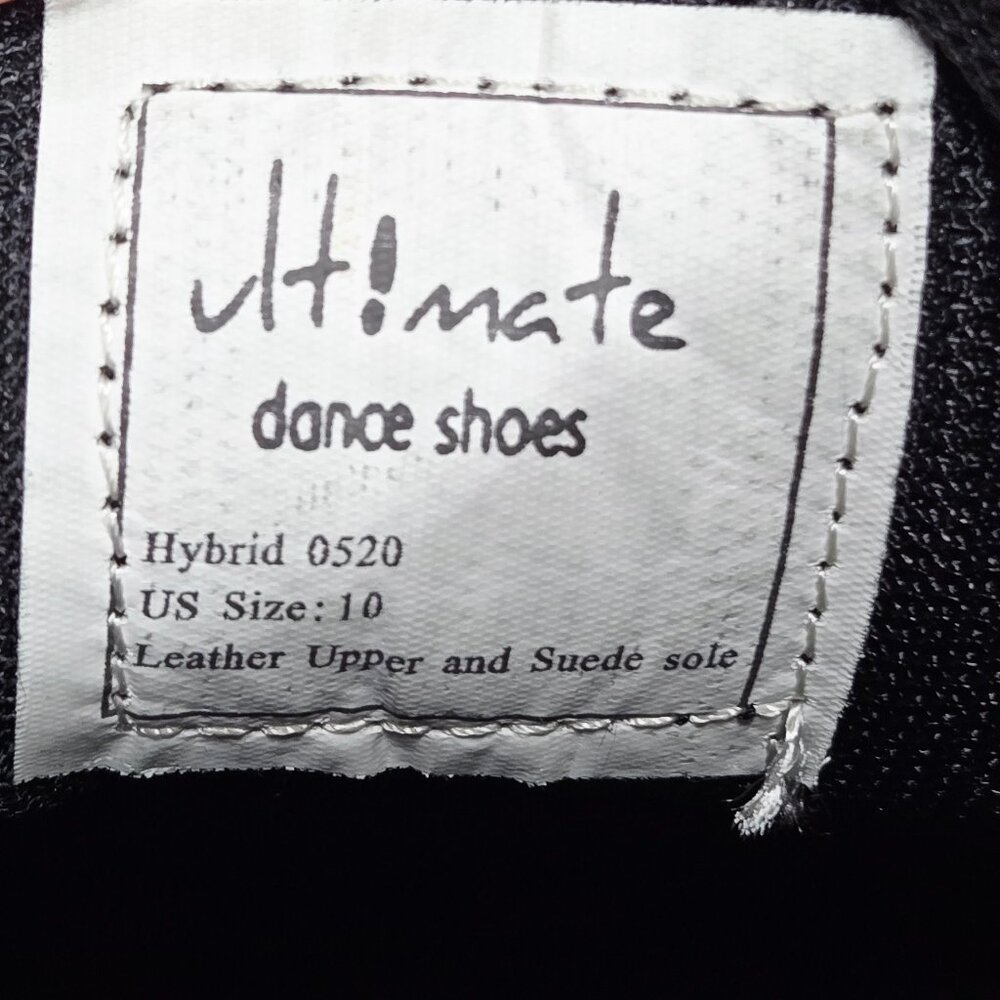 ult!mate
dance shoes
Hybrid 0520
US Size:10
Leather Upper and Suede sole